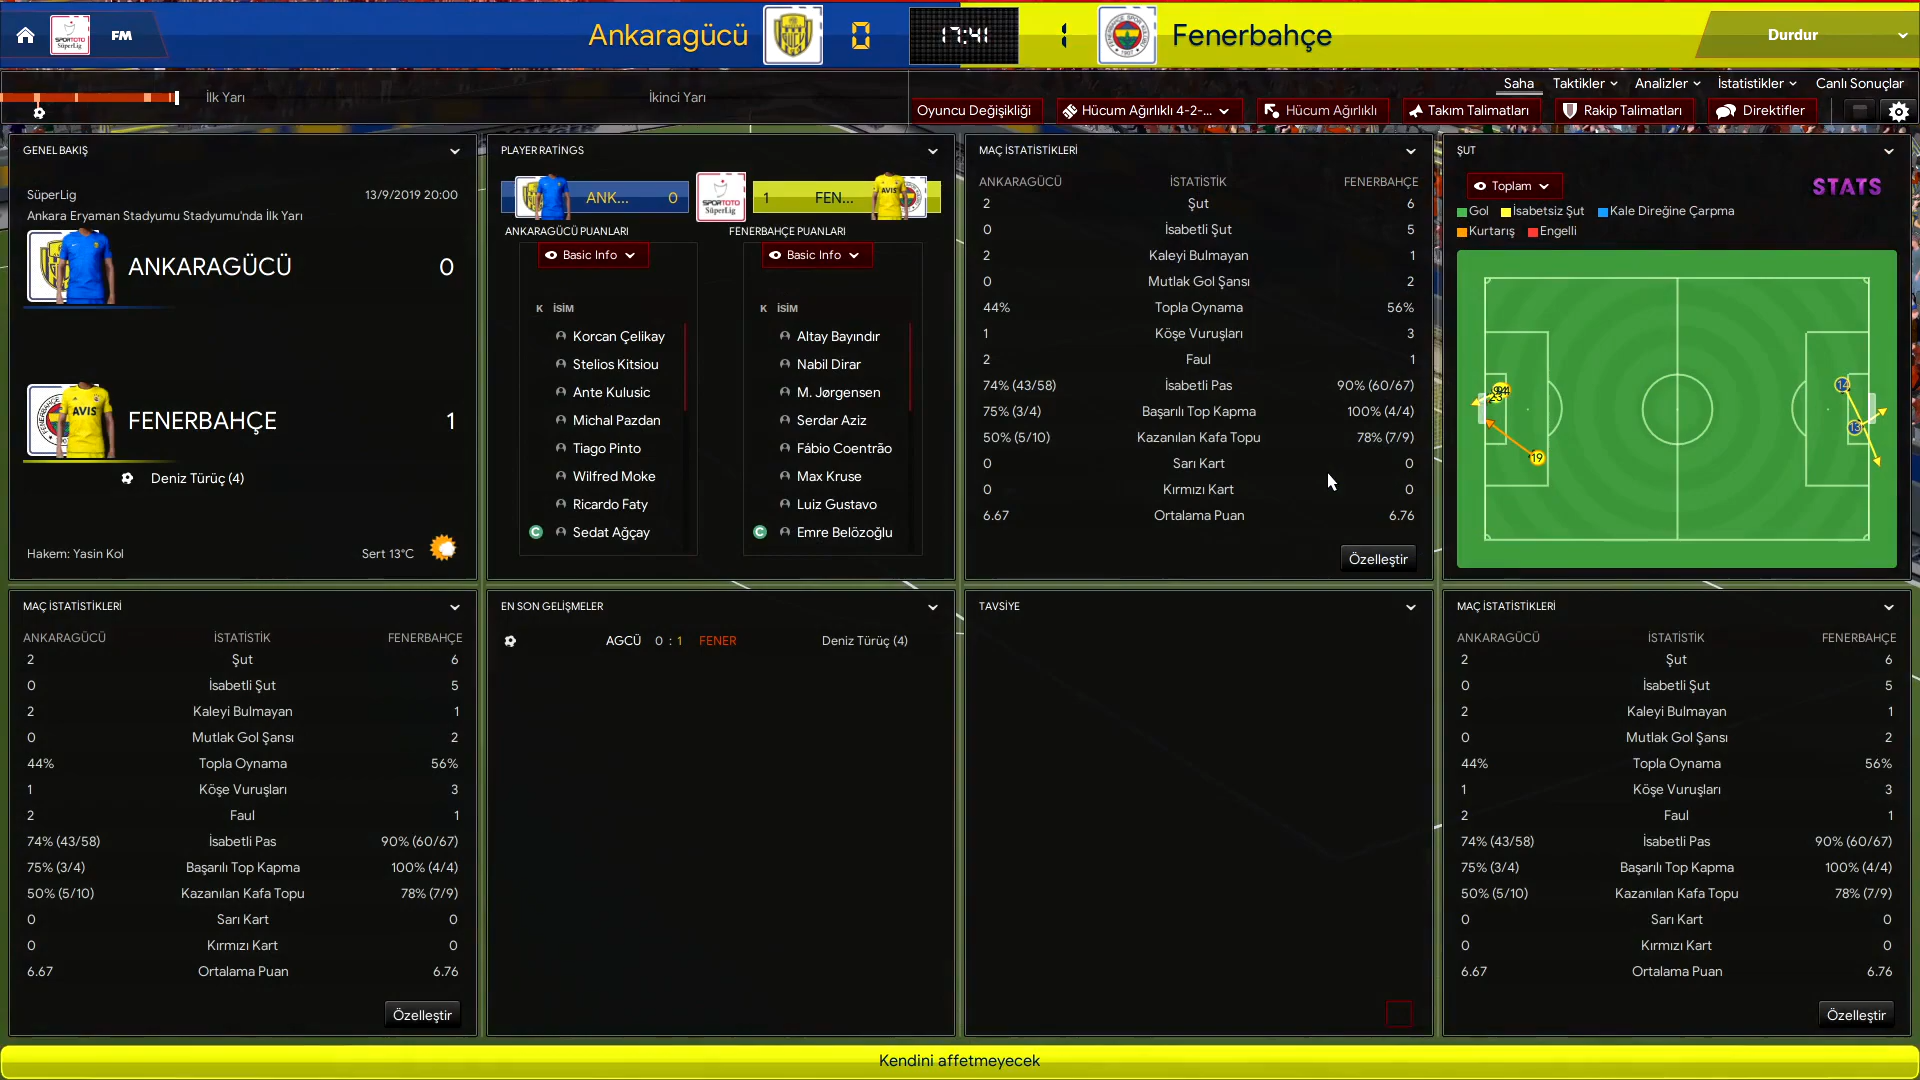 FM
Ankaragücü 0 17:41 1 Fenerbahçe
Durdur
İlk Yarı
İkinci Yarı
Saha Taktikler Analizler İstatistikler Canlı Sonuçlar
Oyuncu Değişikliği Hücum Ağırlıklı 4-2-... Hücum Ağırlıklı Takım Talimatları Rakip Talimatları Direktifler
GENEL BAKIŞ
SüperLig 13/9/2019 20:00
Ankara Eryaman Stadyumu Stadyumu'nda İlk Yarı
ANKARAGÜCÜ 0
FENERBAHÇE 1
AVIS
Deniz Türüç (4)
Hakem: Yasin Kol Sert 13°C
PLAYER RATINGS
ANK... 0
SPORTOTO
SüperLig
1 FEN...
AVIS
ANKARAGÜCÜ PUANLARI FENERBAHÇE PUANLARI
Basic Info Basic Info
K İSİM K İSİM
Korcan Çelikay Altay Bayındır
Stelios Kitsiou Nabil Dirar
Ante Kulusic M. Jørgensen
Michal Pazdan Serdar Aziz
Tiago Pinto Fábio Coentrão
Wilfred Moke Max Kruse
Ricardo Faty Luiz Gustavo
C Sedat Ağçay C Emre Belözoğlu
MAÇ İSTATİSTİKLERİ
ANKARAGÜCÜ İSTATİSTİK FENERBAHÇE
2 Şut 6
0 İsabetli Şut 5
2 Kaleyi Bulmayan 1
0 Mutlak Gol Şansı 2
44% Topla Oynama 56%
1 Köşe Vuruşları 3
2 Faul 1
74% (43/58) İsabetli Pas 90% (60/67)
75% (3/4) Başarılı Top Kapma 100% (4/4)
50% (5/10) Kazanılan Kafa Topu 78% (7/9)
0 Sarı Kart 0
0 Kırmızı Kart 0
6.67 Ortalama Puan 6.76
Özelleştir
ŞUT
Toplam
STATS
Gol İsabetsiz Şut Kale Direğine Çarpma
Kurtarış Engelli
14
13
19
MAÇ İSTATİSTİKLERİ
ANKARAGÜCÜ İSTATİSTİK FENERBAHÇE
2 Şut 6
0 İsabetli Şut 5
2 Kaleyi Bulmayan 1
0 Mutlak Gol Şansı 2
44% Topla Oynama 56%
1 Köşe Vuruşları 3
2 Faul 1
74% (43/58) İsabetli Pas 90% (60/67)
75% (3/4) Başarılı Top Kapma 100% (4/4)
50% (5/10) Kazanılan Kafa Topu 78% (7/9)
0 Sarı Kart 0
0 Kırmızı Kart 0
6.67 Ortalama Puan 6.76
Özelleştir
EN SON GELİŞMELER
AGCÜ 0 : 1 FENER Deniz Türüç (4)
TAVSİYE
MAÇ İSTATİSTİKLERİ
ANKARAGÜCÜ İSTATİSTİK FENERBAHÇE
2 Şut 6
0 İsabetli Şut 5
2 Kaleyi Bulmayan 1
0 Mutlak Gol Şansı 2
44% Topla Oynama 56%
1 Köşe Vuruşları 3
2 Faul 1
74% (43/58) İsabetli Pas 90% (60/67)
75% (3/4) Başarılı Top Kapma 100% (4/4)
50% (5/10) Kazanılan Kafa Topu 78% (7/9)
0 Sarı Kart 0
0 Kırmızı Kart 0
6.67 Ortalama Puan 6.76
Özelleştir
Kendini affetmeyecek